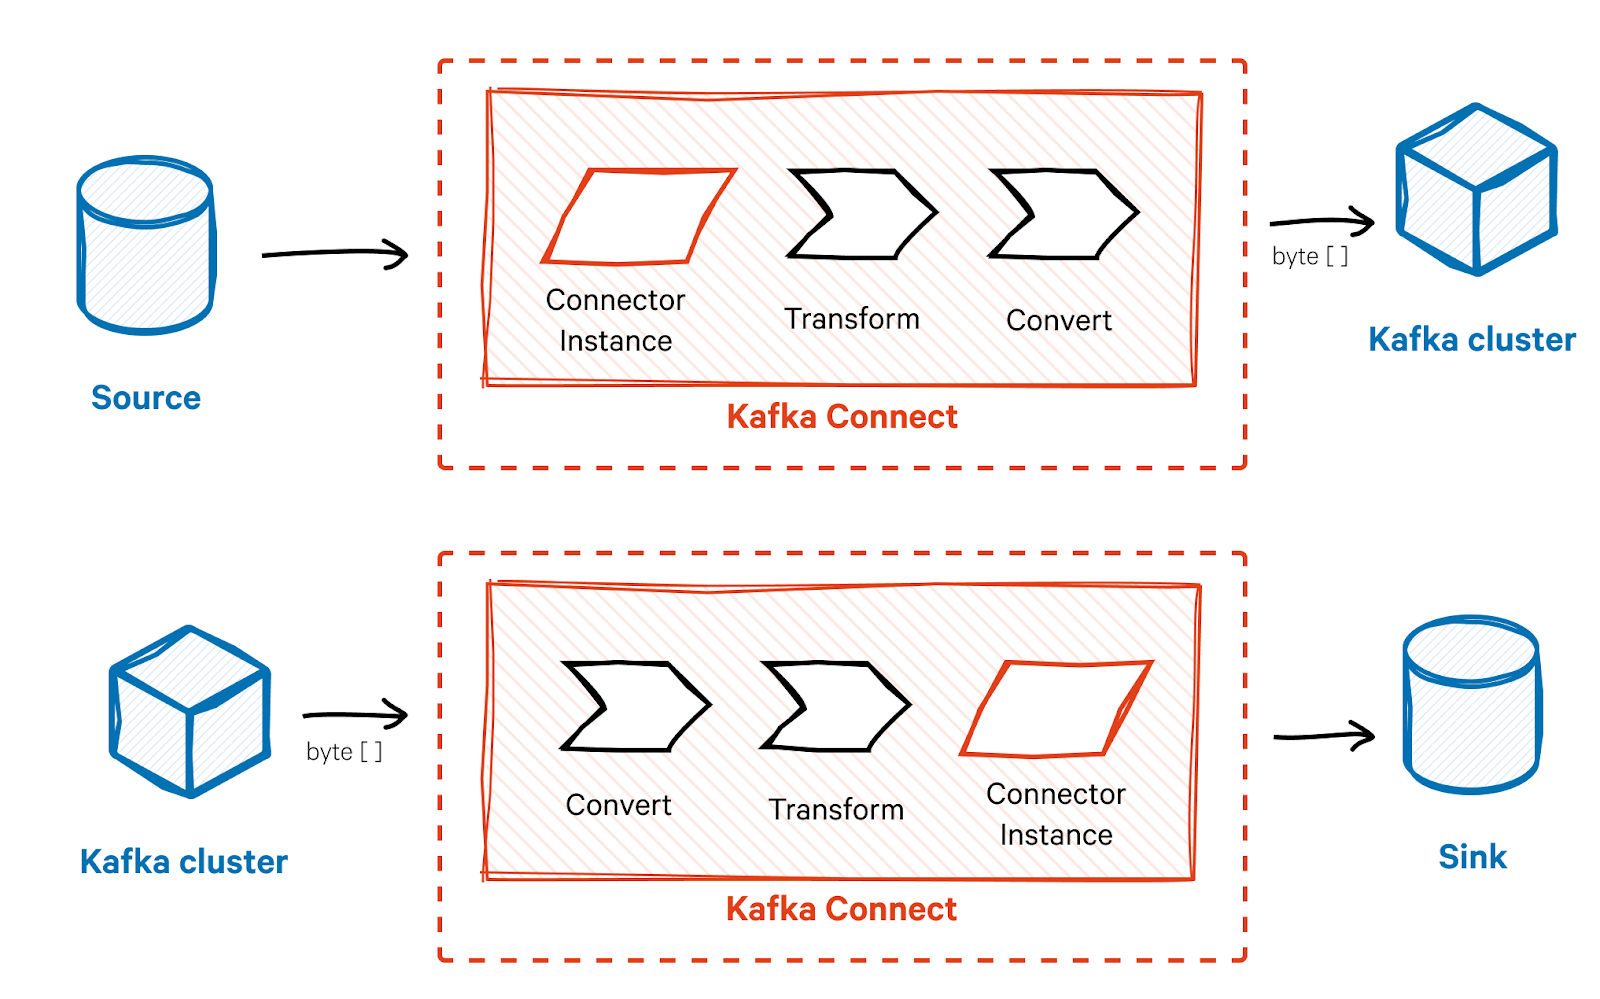 Connector
Instance
Transform
Convert
byte [ ]
Kafka cluster
Source
Kafka Connect
Convert
Transform
Connector
Instance
byte [ ]
Kafka cluster
Sink
Kafka Connect